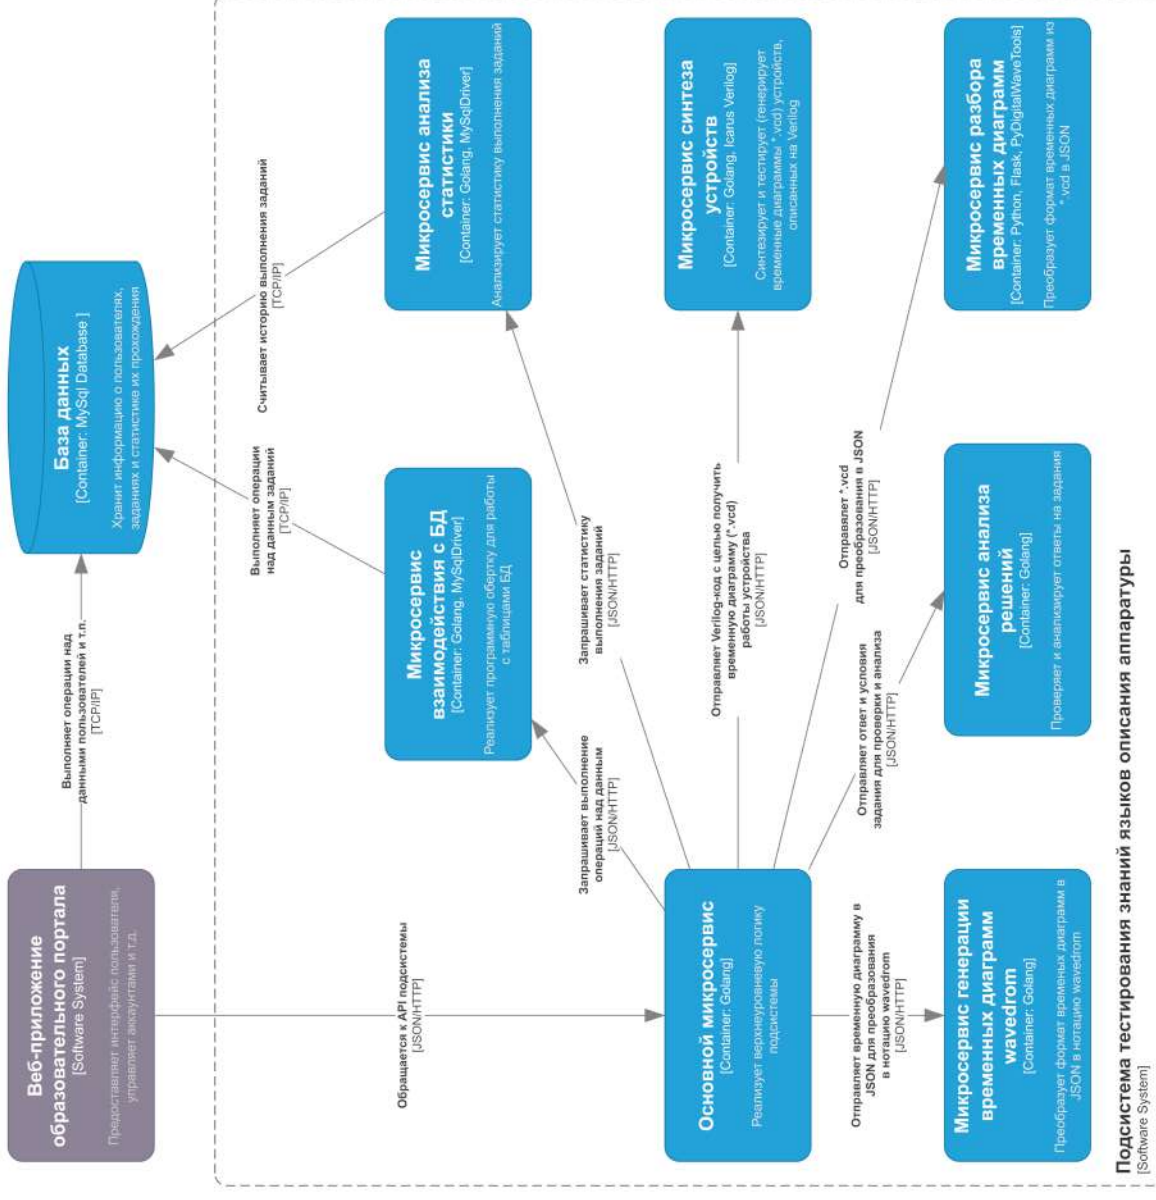 Веб-приложение
образовательного портала
[Software System]
Предоставляет интерфейс пользователя,
управляет аккаунтами и т.д.
Выполняет операции над
данными пользователей и т.п.
[TCP/IP]
База данных
[Container: MySql Database ]
Хранит информацию о пользователях,
заданиях и статистике их прохождения
Обращается к API подсистемы
[JSON/HTTP]
Выполняет операции
над данным заданий
[TCP/IP]
Считывает историю выполнения заданий
[TCP/IP]
Микросервис
взаимодействия с БД
[Container: Golang, MySqlDriver]
Реализует программную обертку для работы
с таблицами БД
Микросервис анализа
статистики
[Container: Golang, MySqlDriver]
Анализирует статистику выполнения заданий
Запрашивает выполнение
операций над данным
[JSON/HTTP]
Запрашивает статистику
выполнения заданий
[JSON/HTTP]
Основной микросервис
[Container: Golang]
Реализует верхнеуровневую логику
подсистемы
Отправляет Verilog-код с целью получить
временную диаграмму (*.vcd)
работы устройства
[JSON/HTTP]
Микросервис синтеза
устройств
[Container: Golang, Icarus Verilog]
Синтезирует и тестирует (генерирует
временные диаграммы *.vcd) устройств,
описанных на Verilog
Отправляет временную диаграмму в
JSON для преобразования
в нотацию wavedrom
[JSON/HTTP]
Отправляет ответ и условия
задания для проверки и анализа
[JSON/HTTP]
Отправялет *.vcd
для преобразования в JSON
[JSON/HTTP]
Микросервис генерации
временных диаграмм
wavedrom
[Container: Golang]
Преобразует формат времених диаграмм в
JSON в нотацию wavedrom
Микросервис анализа
решений
[Container: Golang]
Проверяет и анализирует ответы на задания
Микросервис разбора
временных диаграмм
[Container: Python, Flask, PyDigitalWaveTools]
Преобразует формат временых диаграмм из
*.vcd в JSON
Подсистема тестирования знаний языков описания аппаратуры
[Software System]